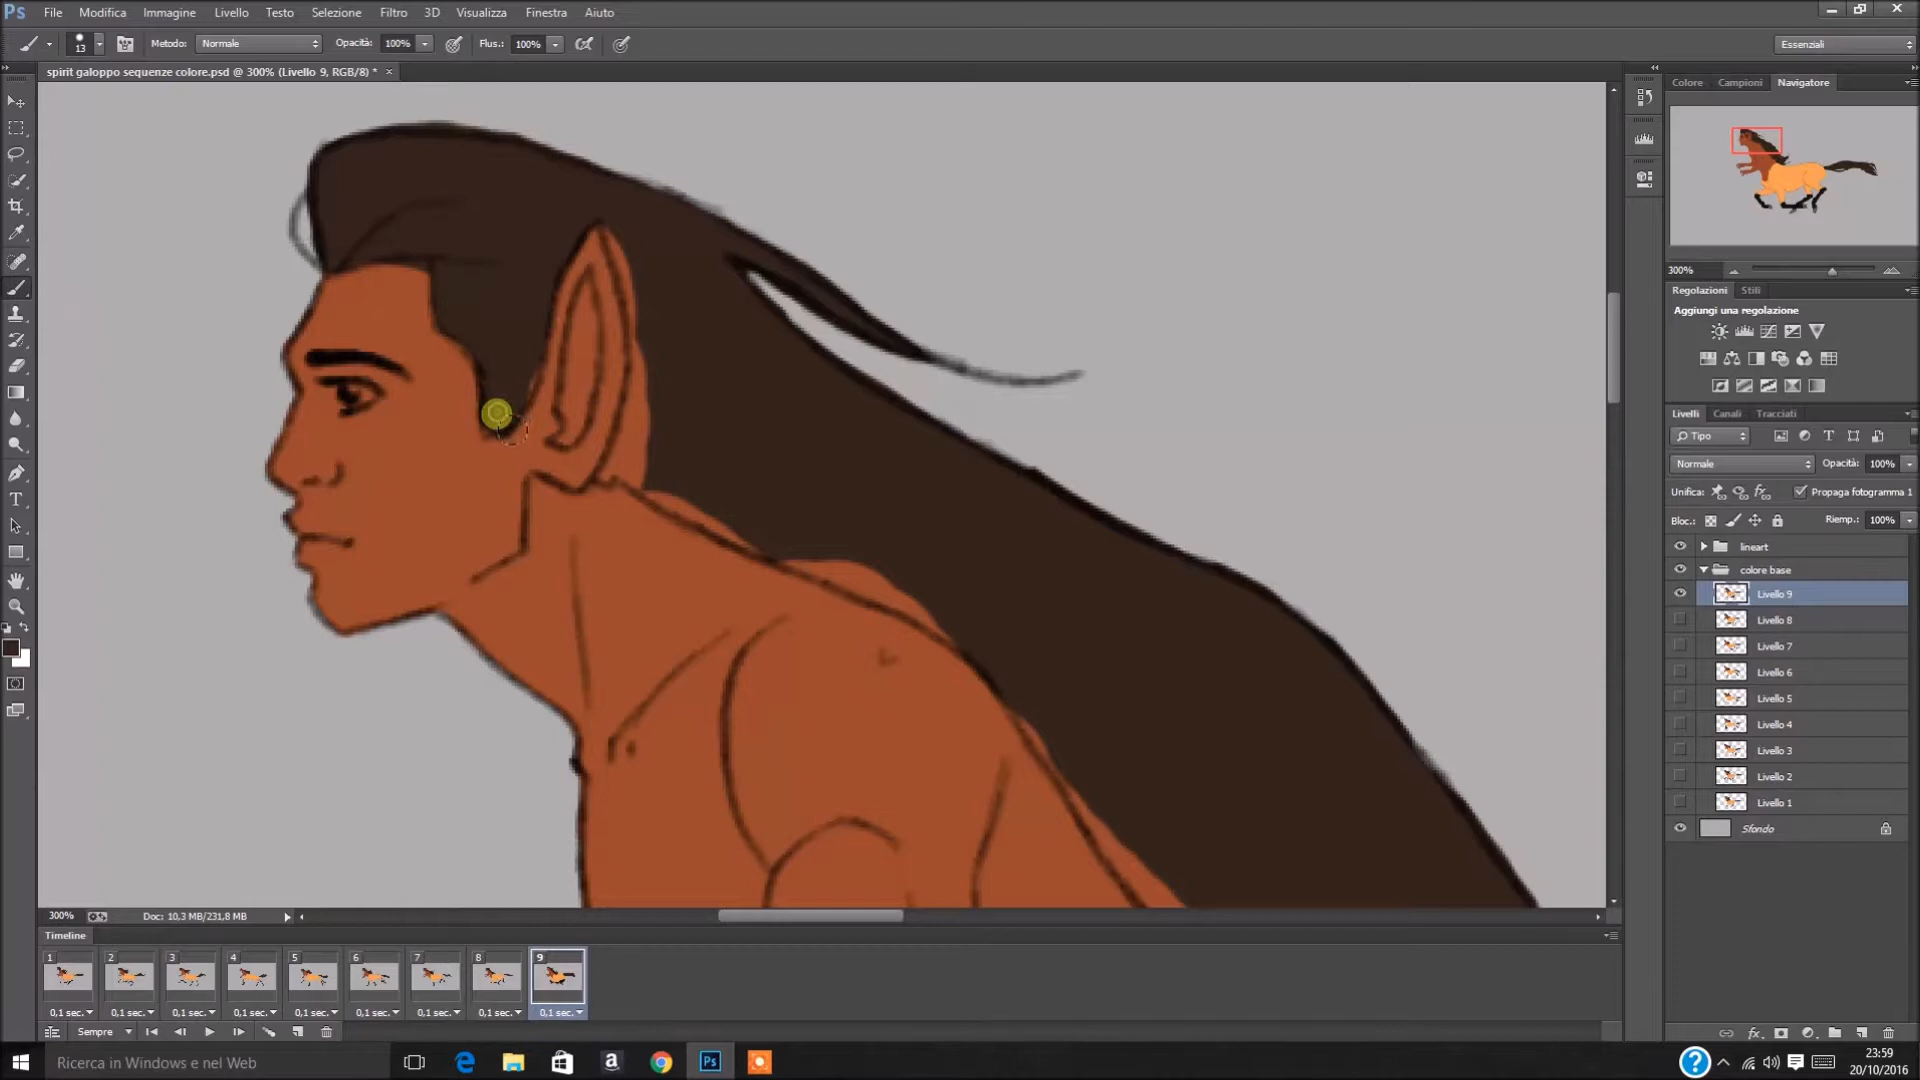 Ps File Modifica Immagine Livello Testo Selezione Filtro 3D Visualizza Finestra Aiuto
13 Metodo: Normale Opacità: 100% Flus.: 100% Essenziali
spirit galoppo sequenze colore.psd @ 300% (Livello 9, RGB/8) *
Colore Campioni Navigatore
300%
Regolazioni Stili
Aggiungi una regolazione
Livelli Canali Tracciati
Tipo
Normale Opacità: 100%
Unifica: Propaga fotogramma 1
Bloc.: Riemp.: 100%
lineart
colore base
Livello 9
Livello 8
Livello 7
Livello 6
Livello 5
Livello 4
Livello 3
Livello 2
Livello 1
Sfondo
300% Doc: 10,3 MB/231,8 MB
Timeline
1 2 3 4 5 6 7 8 9
0,1 sec. 0,1 sec. 0,1 sec. 0,1 sec. 0,1 sec. 0,1 sec. 0,1 sec. 0,1 sec. 0,1 sec.
Sempre
Ricerca in Windows e nel Web
Ps
23:59
20/10/2016